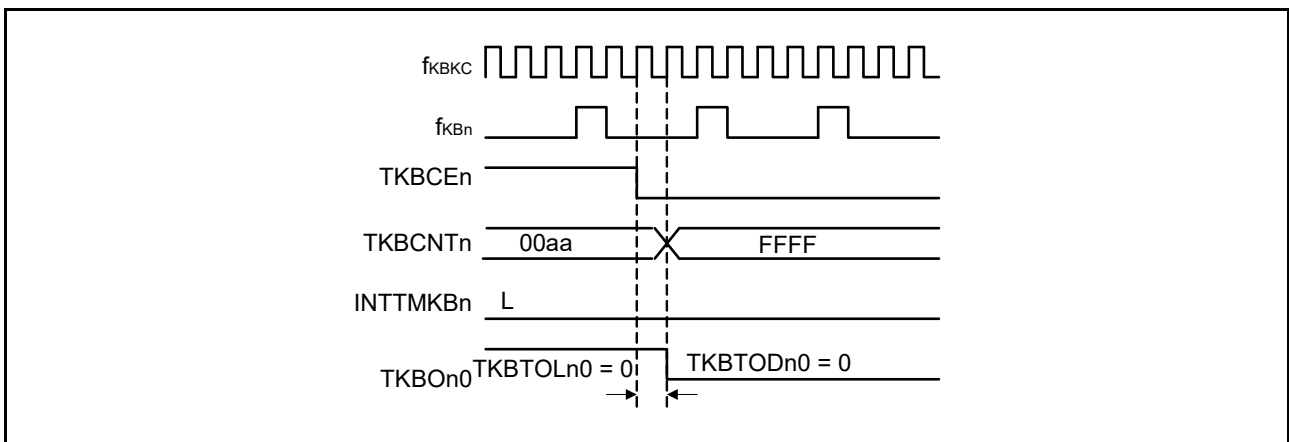 fKBKC
fKBn
TKBCEn
TKBCNTn 00aa FFFF
INTTMKBn L
TKBOn0 TKBTOLn0 = 0 TKBTODn0 = 0